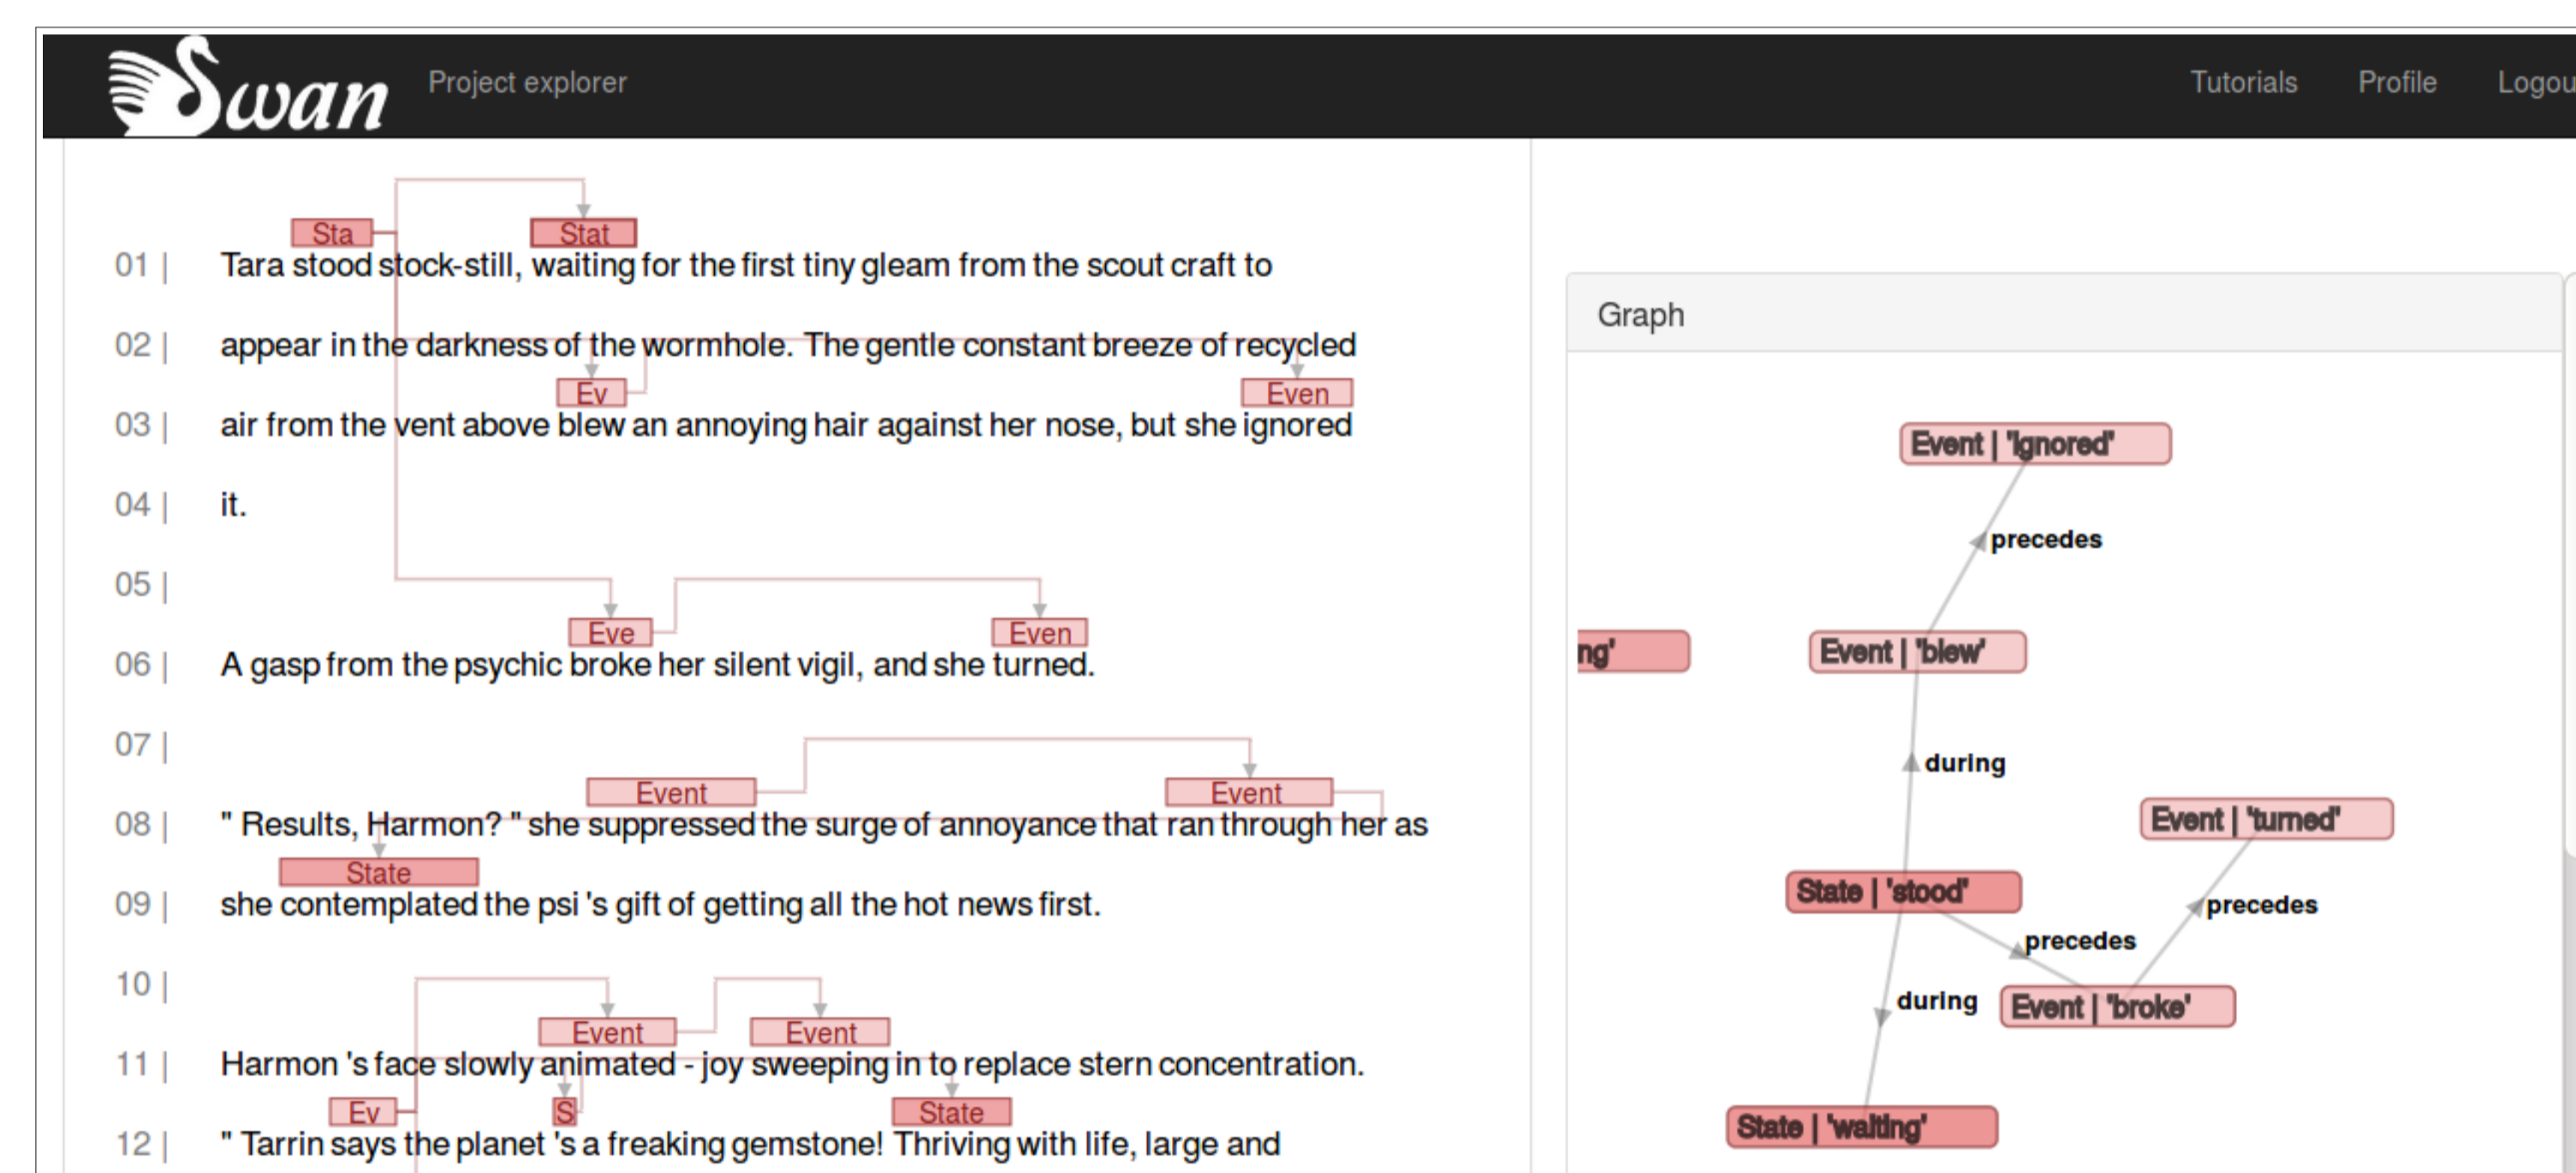 Swan Project explorer Tutorials Profile Logou
Sta Stat
01 | Tara stood stock-still, waiting for the first tiny gleam from the scout craft to
02 | appear in the darkness of the wormhole. The gentle constant breeze of recycled
Ev Even
03 | air from the vent above blew an annoying hair against her nose, but she ignored
04 | it.
05 |
Eve Even
06 | A gasp from the psychic broke her silent vigil, and she turned.
07 |
Event Event
08 | " Results, Harmon? " she suppressed the surge of annoyance that ran through her as
State
09 | she contemplated the psi 's gift of getting all the hot news first.
10 |
Event Event
11 | Harmon 's face slowly animated - joy sweeping in to replace stern concentration.
Ev S State
12 | " Tarrin says the planet 's a freaking gemstone! Thriving with life, large and
Graph
Event | 'ignored'
precedes
ng' Event | 'blew'
during
Event | 'turned'
State | 'stood'
precedes
precedes
during
Event | 'broke'
State | 'waiting'